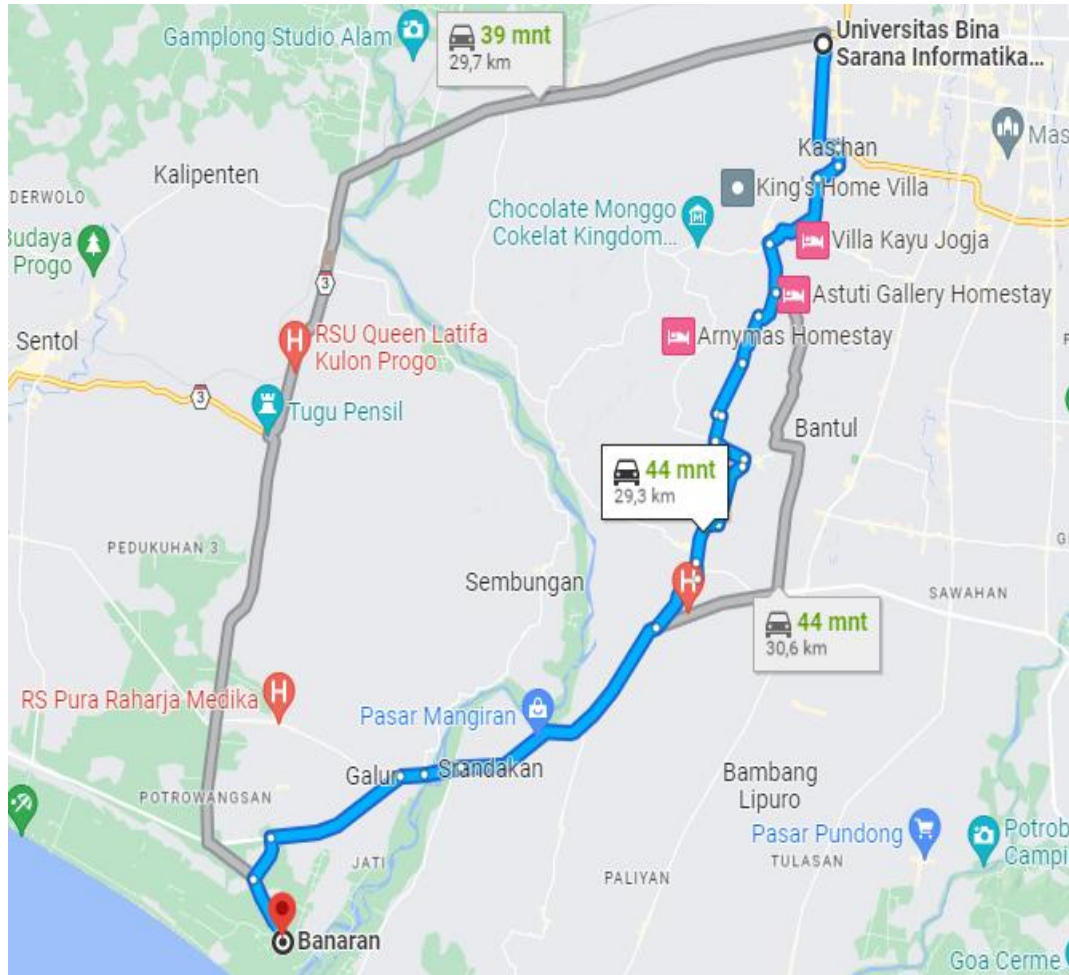 Gamplong Studio Alam
39 mnt
29,7 km
Universitas Bina
Sarana Informatika...
Mas
Kasihan
Kalipenten
DERWOLO
King's Home Villa
Chocolate Monggo
Cokelat Kingdom...
Budaya
Progo
Villa Kayu Jogja
3
Astuti Gallery Homestay
Sentol
RSU Queen Latifa
Kulon Progo
Arnymas Homestay
3
Tugu Pensil
Bantul
44 mnt
29,3 km
PEDUKUHAN 3
Sembungan
SAWAHAN
44 mnt
30,6 km
RS Pura Raharja Medika
Pasar Mangiran
Galur
Srandakan
Bambang
Lipuro
POTROWANGSAN
Pasar Pundong
Potrob
Campi
JATI
TULASAN
PALIYAN
Banaran
Goa Cerme